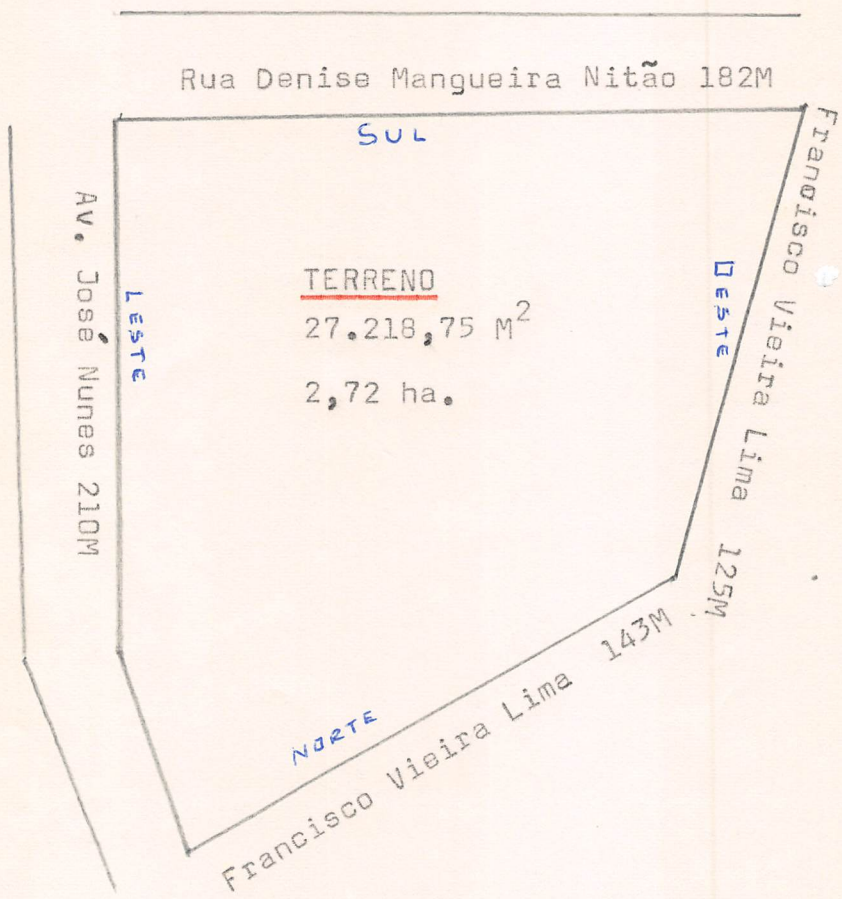 Rua Denise Mangueira Nitão 182M
SUL
Francisco Vieira Lima 125M
OESTE
Av. José Nunes 210M
LESTE
TERRENO
27.218,75 M²
2,72 ha.
NORTE
Francisco Vieira Lima 143M